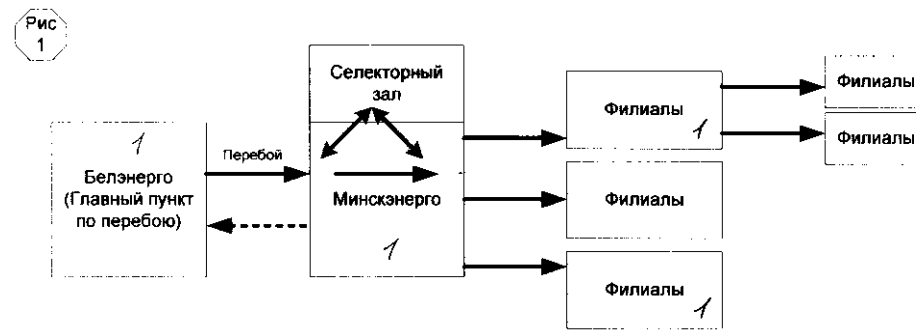 Рис
1
Селекторный
зал
Филиалы
1
Филиалы
Филиалы
1
Белэнерго
(Главный пункт
по перебою)
Перебой
Минскэнерго
1
Филиалы
Филиалы
1